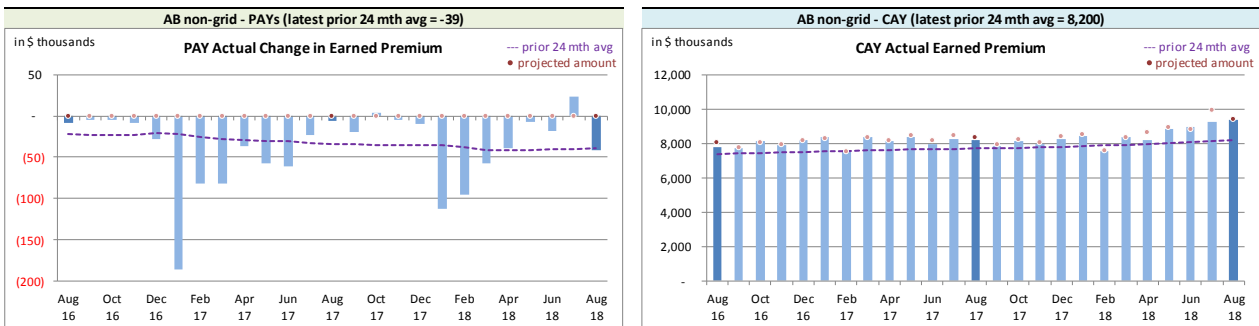 AB non-grid - PAYs (latest prior 24 mth avg = -39)
in $ thousands
PAY Actual Change in Earned Premium
--- prior 24 mth avg
• projected amount
50
-
(50)
(100)
(150)
(200)
Aug Oct Dec Feb Apr Jun Aug Oct Dec Feb Apr Jun Aug
16 16 16 17 17 17 17 17 17 18 18 18 18
AB non-grid - CAY (latest prior 24 mth avg = 8,200)
in $ thousands
CAY Actual Earned Premium
--- prior 24 mth avg
• projected amount
12,000
10,000
8,000
6,000
4,000
2,000
-
Aug Oct Dec Feb Apr Jun Aug Oct Dec Feb Apr Jun Aug
16 16 16 17 17 17 17 17 17 18 18 18 18